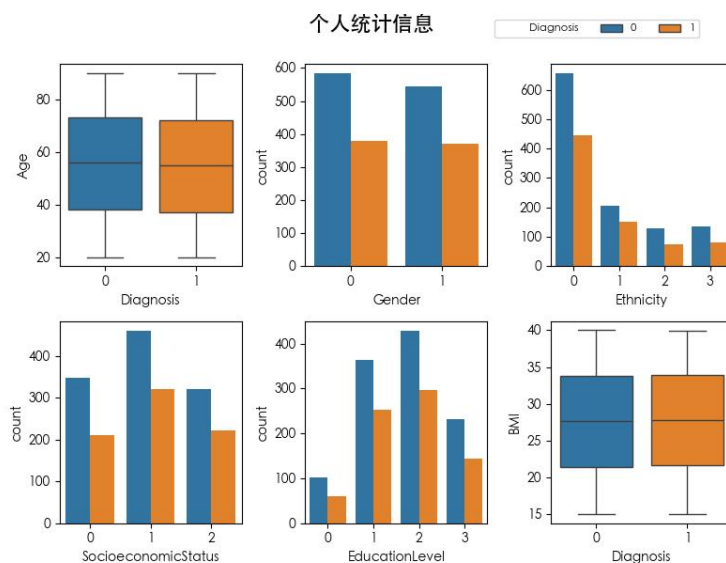 个人统计信息
Diagnosis 0 1
80
60
40
20
Age
0 1
Diagnosis
600
500
400
300
200
100
0
count
0 1
Gender
600
500
400
300
200
100
0
count
0 1 2 3
Ethnicity
400
300
200
100
0
count
0 1 2
SocioeconomicStatus
400
300
200
100
0
count
0 1 2 3
EducationLevel
40
35
30
25
20
15
BMI
0 1
Diagnosis